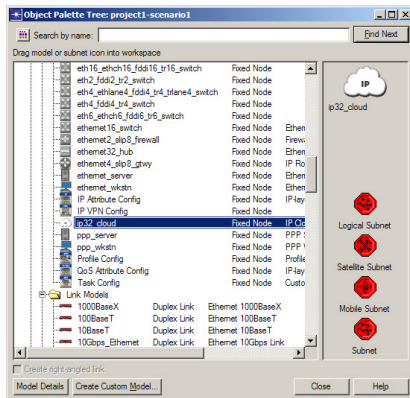 Object Palette Tree: project1-scenario1
Search by name:
Find Next
Drag model or subnet icon into workspace
eth16_ethch16_fddi16_tr16_switch Fixed Node
eth2_fddi2_tr2_switch Fixed Node
eth4_ethlane4_fddi4_tr4_trlane4_switch Fixed Node
eth4_fddi4_tr4_switch Fixed Node
eth6_ethch6_fddi6_tr6_switch Fixed Node
ethernet16_switch Fixed Node Ether
ethernet2_slip8_firewall Fixed Node Firewa
ethernet32_hub Fixed Node Ether
ethernet4_slip8_gtwy Fixed Node IP Ro
ethernet_server Fixed Node Ether
ethernet_wkstn Fixed Node Ether
IP Attribute Config Fixed Node IP-lay
IP VPN Config Fixed Node
ip32_cloud Fixed Node IP Clo
ppp_server Fixed Node PPP S
ppp_wkstn Fixed Node PPP
Profile Config Fixed Node Profile
QoS Attribute Config Fixed Node IP-lay
Task Config Fixed Node Custo
Link Models
1000BaseX Duplex Link Ethernet 1000BaseX
100BaseT Duplex Link Ethernet 100BaseT
10BaseT Duplex Link Ethernet 10BaseT
10Gbps_Ethernet Duplex Link Ethernet 10Gbps Link
IP
ip32_cloud
Logical Subnet
Satellite Subnet
Mobile Subnet
Subnet
Create right-angled link
Model Details
Create Custom Model...
Close
Help